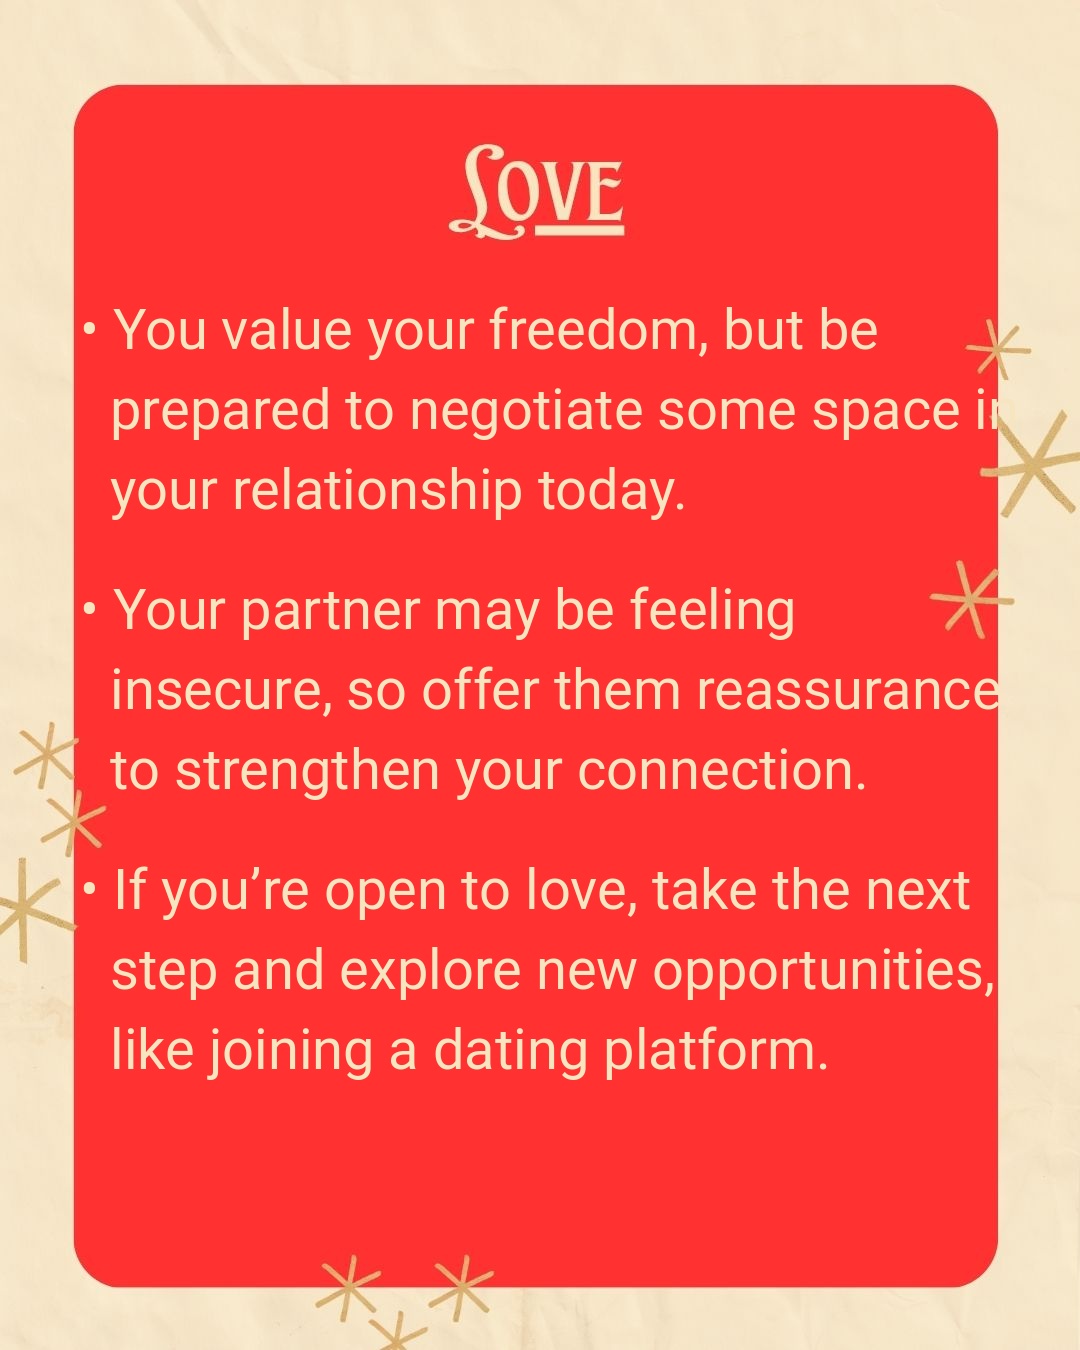 Love
• You value your freedom, but be
prepared to negotiate some space in
your relationship today.
• Your partner may be feeling
insecure, so offer them reassurance
to strengthen your connection.
• If you’re open to love, take the next
step and explore new opportunities,
like joining a dating platform.